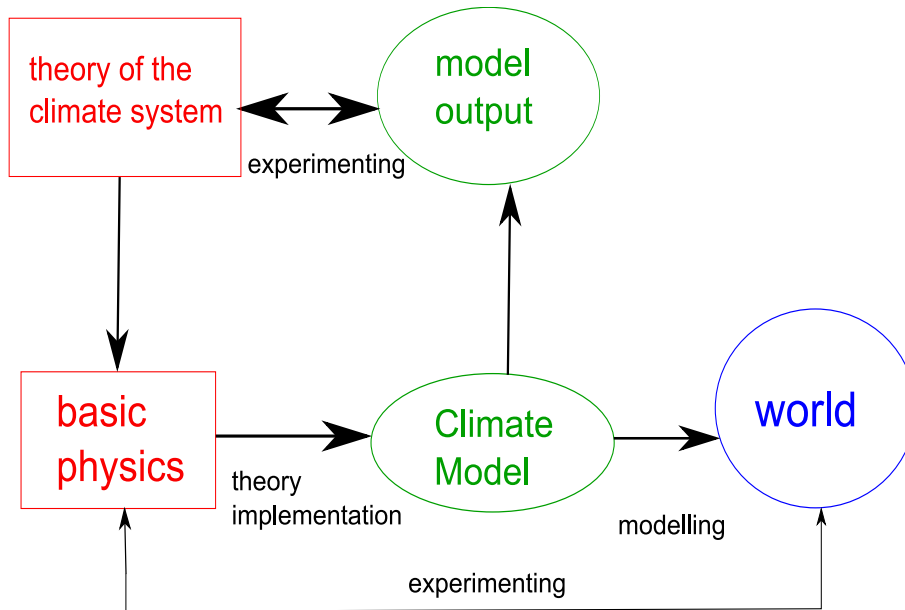 theory of the
climate system
model
output
experimenting
basic
physics
Climate
Model
world
theory
implementation
modelling
experimenting